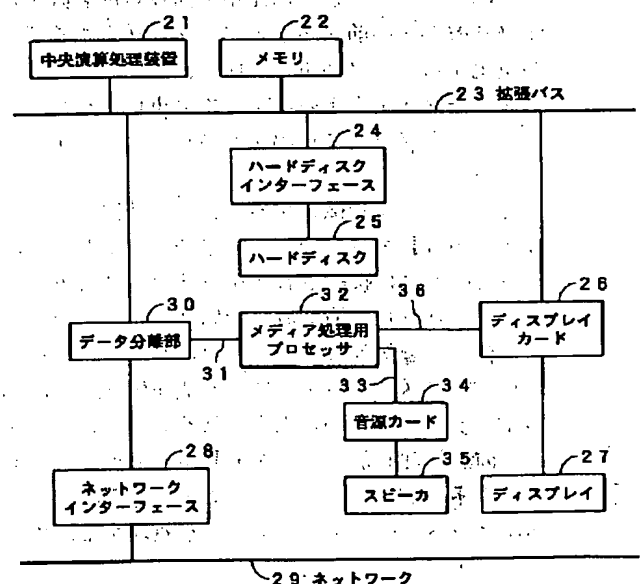 21
22
中央演算処理装置
メモリ
23 拡張バス
24
ハードディスク
インターフェース
25
ハードディスク
30
32
36
26
データ分離部
メディア処理用
プロセッサ
ディスプレイ
カード
31
33
34
音源カード
28
35
27
ネットワーク
インターフェース
スピーカ
ディスプレイ
29 ネットワーク